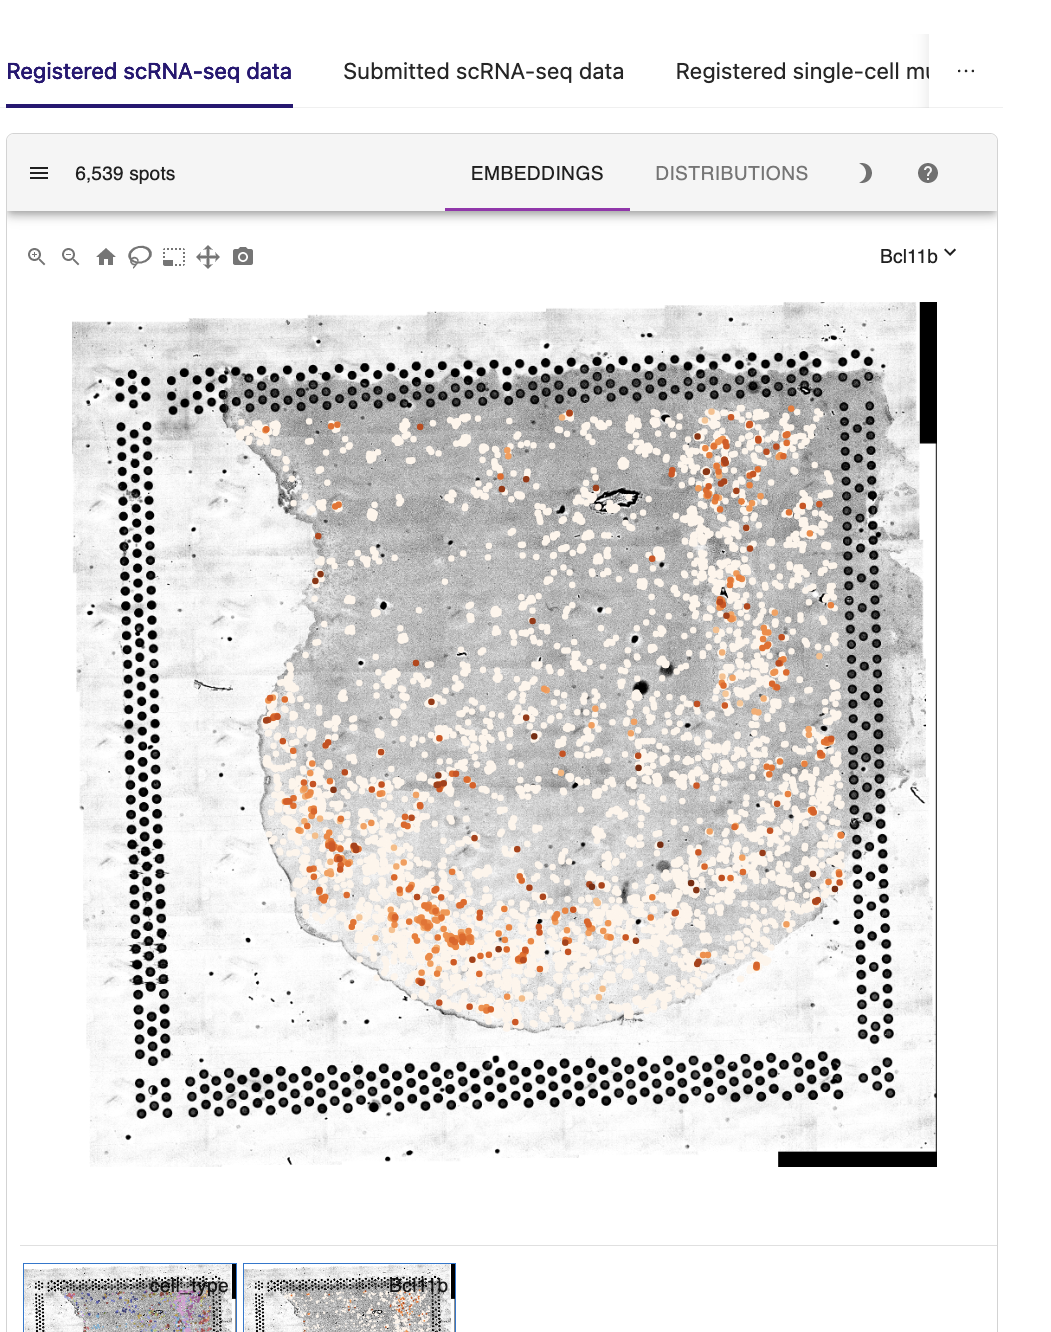 Registered scRNA-seq data
Submitted scRNA-seq data
Registered single-cell mu
6,539 spots
EMBEDDINGS
DISTRIBUTIONS
Bcl11b
cell_type
Bcl11b